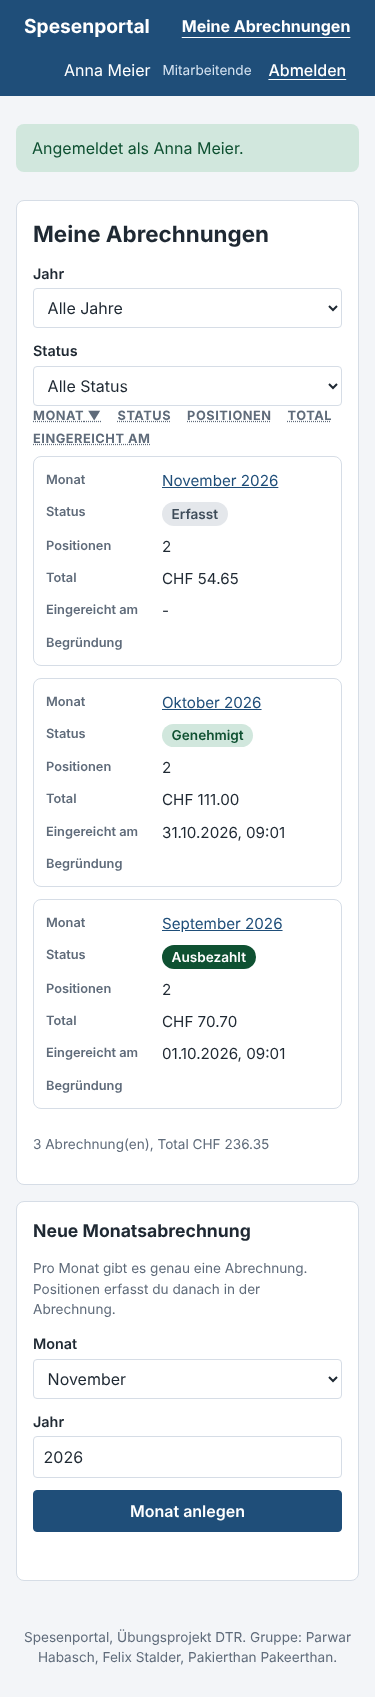 Spesenportal Meine Abrechnungen
Anna Meier Mitarbeitende Abmelden
Angemeldet als Anna Meier.
Meine Abrechnungen
Jahr
Alle Jahre
Status
Alle Status
MONAT ▼ STATUS POSITIONEN TOTAL
EINGEREICHT AM
Monat November 2026
Status Erfasst
Positionen 2
Total CHF 54.65
Eingereicht am -
Begründung
Monat Oktober 2026
Status Genehmigt
Positionen 2
Total CHF 111.00
Eingereicht am 31.10.2026, 09:01
Begründung
Monat September 2026
Status Ausbezahlt
Positionen 2
Total CHF 70.70
Eingereicht am 01.10.2026, 09:01
Begründung
3 Abrechnung(en), Total CHF 236.35
Neue Monatsabrechnung
Pro Monat gibt es genau eine Abrechnung.
Positionen erfasst du danach in der
Abrechnung.
Monat
November
Jahr
2026
Monat anlegen
Spesenportal, Übungsprojekt DTR. Gruppe: Parwar
Habasch, Felix Stalder, Pakierthan Pakeerthan.